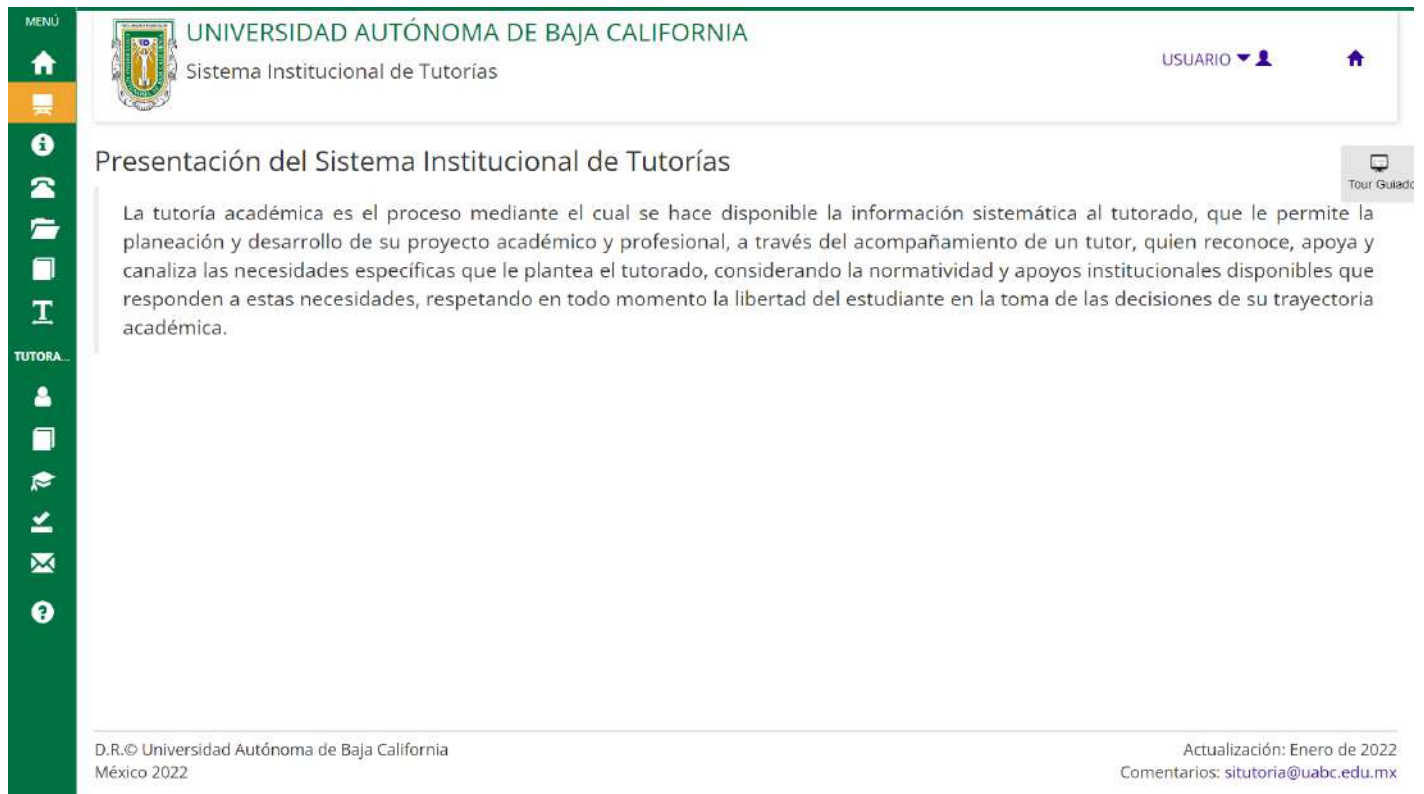 MENÚ
UNIVERSIDAD AUTÓNOMA DE BAJA CALIFORNIA
Sistema Institucional de Tutorías
USUARIO
Presentación del Sistema Institucional de Tutorías
Tour Guiado
La tutoría académica es el proceso mediante el cual se hace disponible la información sistemática al tutorado, que le permite la
planeación y desarrollo de su proyecto académico y profesional, a través del acompañamiento de un tutor, quien reconoce, apoya y
canaliza las necesidades específicas que le plantea el tutorado, considerando la normatividad y apoyos institucionales disponibles que
responden a estas necesidades, respetando en todo momento la libertad del estudiante en la toma de las decisiones de su trayectoria
académica.
TUTORA...
D.R.© Universidad Autónoma de Baja California
México 2022
Actualización: Enero de 2022
Comentarios: situtoria@uabc.edu.mx